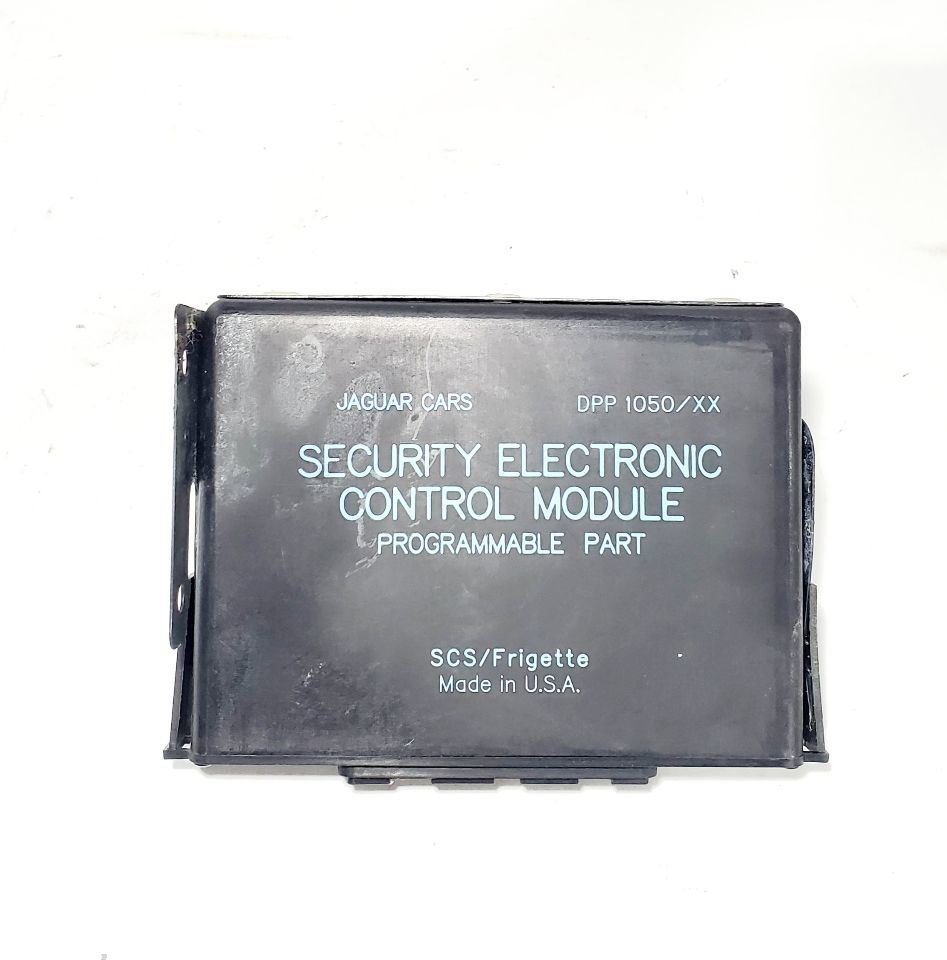 JAGUAR CARS DPP 1050/XX
SECURITY ELECTRONIC
CONTROL MODULE
PROGRAMMABLE PART
SCS/Frigette
Made in U.S.A.